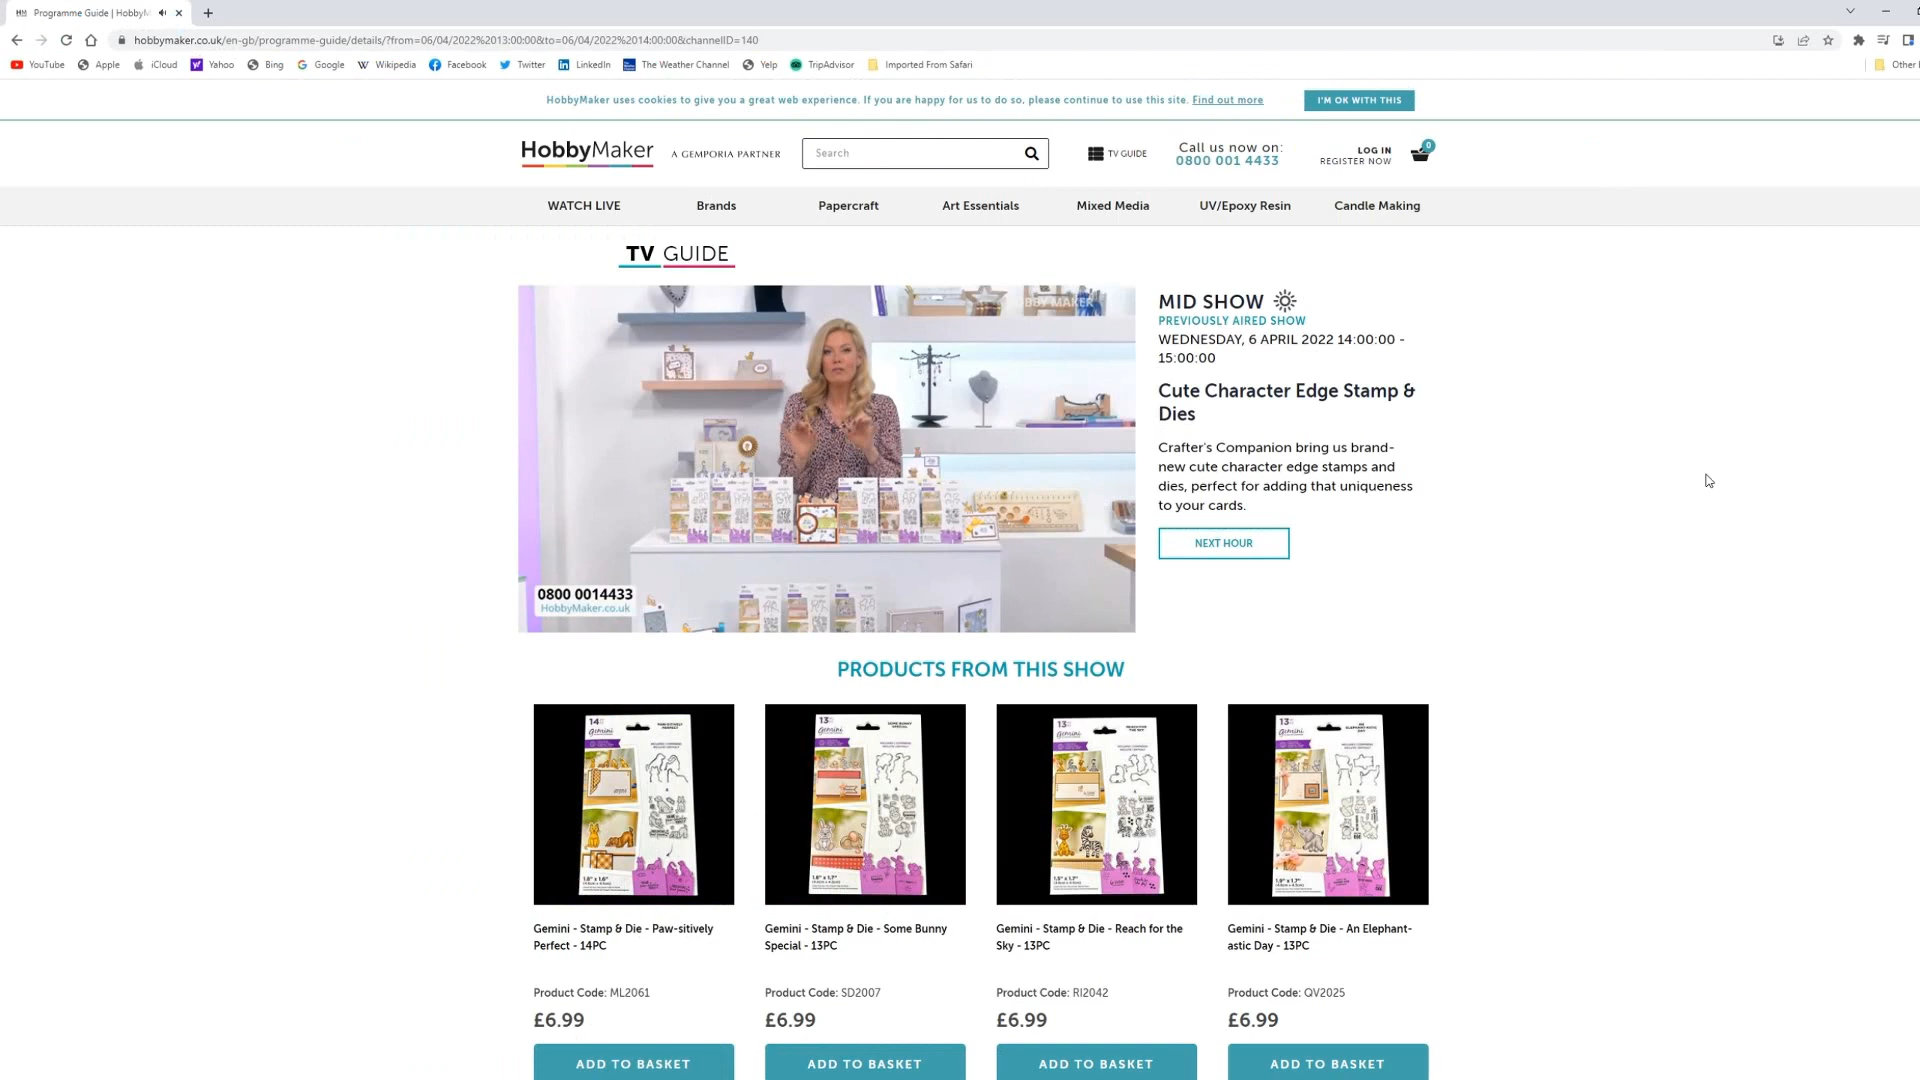 Programme Guide | HobbyM
hobbymaker.co.uk/en-gb/programme-guide/details/?from=06/04/2022%2013:00:00&to=06/04/2022%2014:00:00&channelID=140
YouTube Apple iCloud Yahoo Bing Google Wikipedia Facebook Twitter LinkedIn The Weather Channel Yelp TripAdvisor Imported From Safari Other
HobbyMaker uses cookies to give you a great web experience. If you are happy for us to do so, please continue to use this site. Find out more I'M OK WITH THIS
HobbyMaker A GEMPORIA PARTNER Search TV GUIDE
Call us now on:
0800 001 4433
LOG IN
REGISTER NOW
0
WATCH LIVE Brands Papercraft Art Essentials Mixed Media UV/Epoxy Resin Candle Making
TV GUIDE
HOBBY MAKER
0800 0014433
HobbyMaker.co.uk
MID SHOW
PREVIOUSLY AIRED SHOW
WEDNESDAY, 6 APRIL 2022 14:00:00 -
15:00:00
Cute Character Edge Stamp &
Dies
Crafter's Companion bring us brand-
new cute character edge stamps and
dies, perfect for adding that uniqueness
to your cards.
NEXT HOUR
PRODUCTS FROM THIS SHOW
14
Gemini
13
Gemini
13
Gemini
13
Gemini
Gemini - Stamp & Die - Paw-sitively
Perfect - 14PC
Product Code: ML2061
£6.99
ADD TO BASKET
Gemini - Stamp & Die - Some Bunny
Special - 13PC
Product Code: SD2007
£6.99
ADD TO BASKET
Gemini - Stamp & Die - Reach for the
Sky - 13PC
Product Code: RI2042
£6.99
ADD TO BASKET
Gemini - Stamp & Die - An Elephant-
astic Day - 13PC
Product Code: QV2025
£6.99
ADD TO BASKET